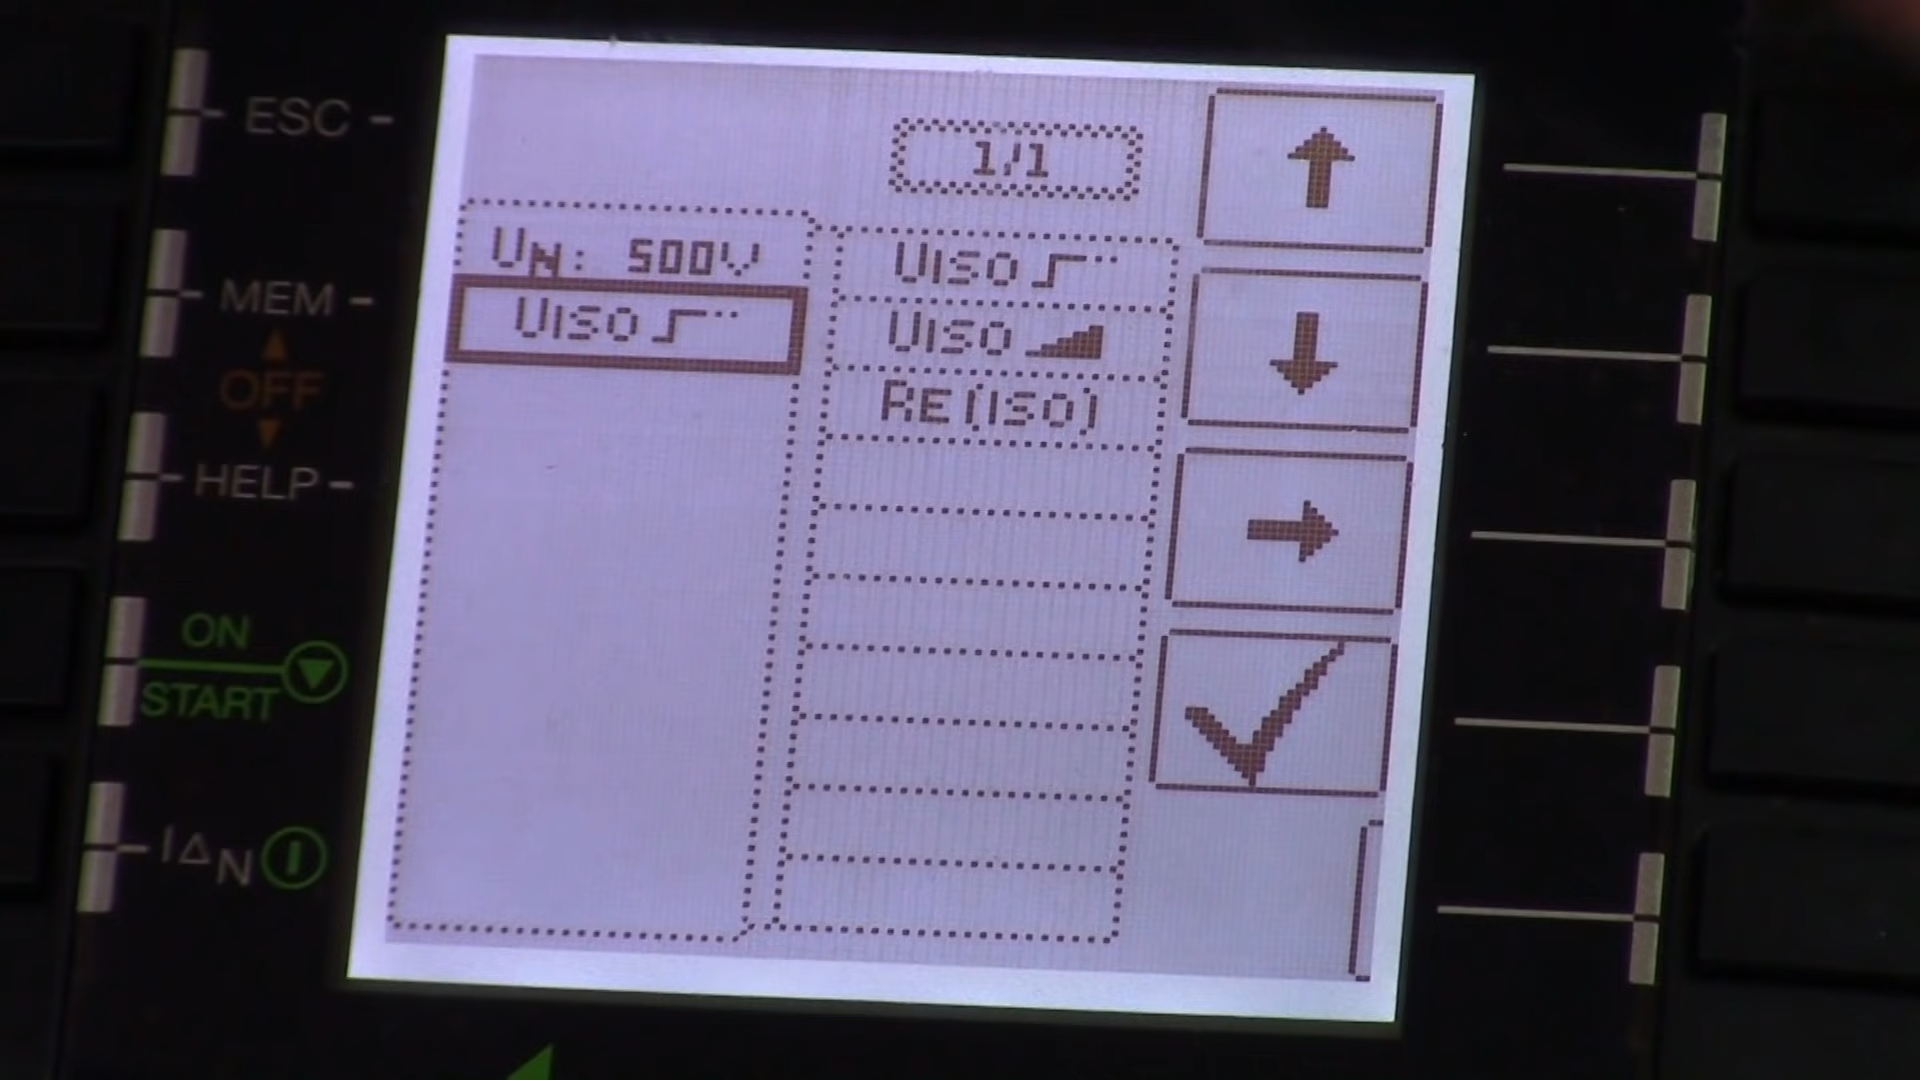 ESC
MEM
OFF
HELP
ON
START
IΔN
1/1
UN: 500V
UISO
UISO
UISO
RE(ISO)